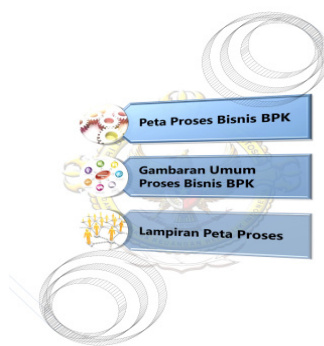 Peta Proses Bisnis BPK
Gambaran Umum
Proses Bisnis BPK
Lampiran Peta Proses